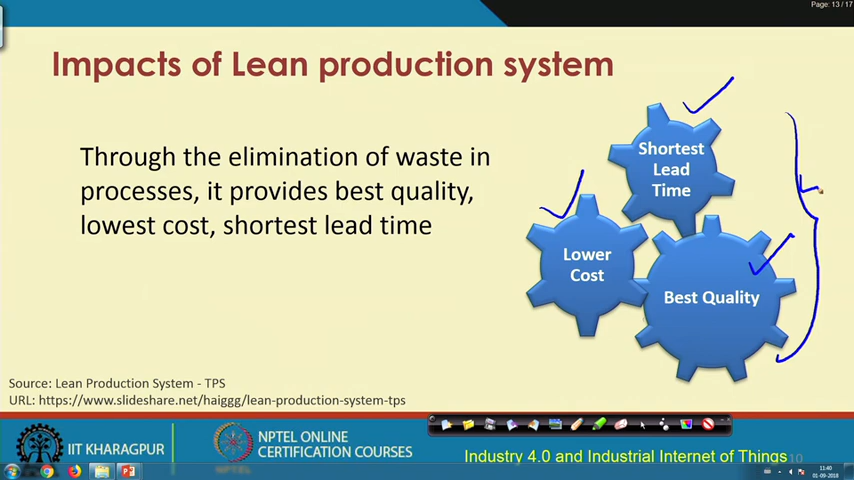 Page: 13 / 17
Impacts of Lean production system
Through the elimination of waste in
processes, it provides best quality,
lowest cost, shortest lead time
Shortest
Lead
Time
Lower
Cost
Best Quality
Source: Lean Production System - TPS
URL: https://www.slideshare.net/haiggg/lean-production-system-tps
IIT KHARAGPUR
NPTEL ONLINE
CERTIFICATION COURSES
NPTEL
Industry 4.0 and Industrial Internet of Things
10
11:40
01-09-2018